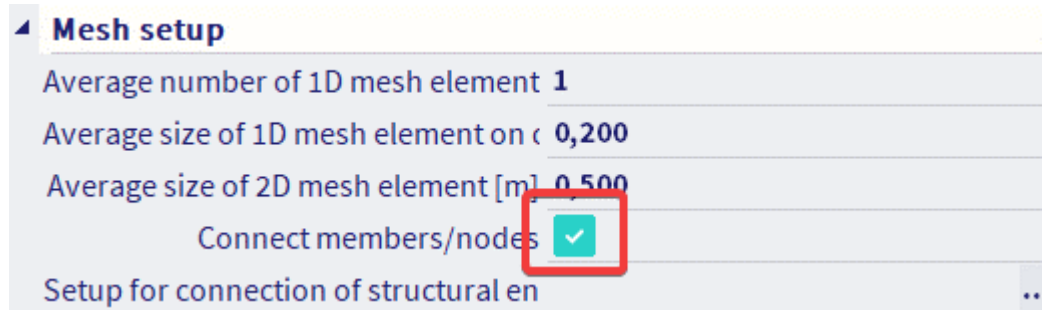 Mesh setup
Average number of 1D mesh element 1
Average size of 1D mesh element on c 0,200
Average size of 2D mesh element [m] 0,500
Connect members/nodes
Setup for connection of structural en ..